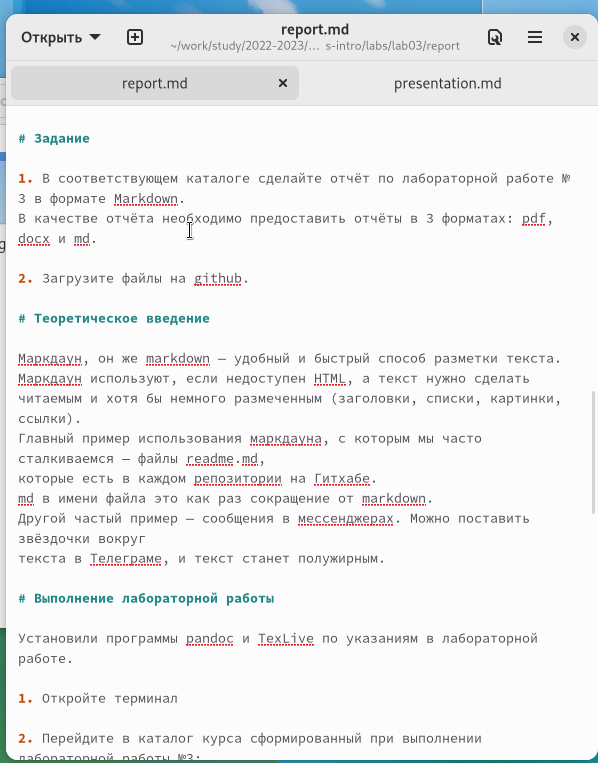 Открыть
report.md
~/work/study/2022-2023/… s-intro/labs/lab03/report
report.md
presentation.md
# Задание
1. В соответствующем каталоге сделайте отчёт по лабораторной работе №
3 в формате Markdown.
В качестве отчёта необходимо предоставить отчёты в 3 форматах: pdf,
docx и md.
2. Загрузите файлы на github.
# Теоретическое введение
Маркдаун, он же markdown — удобный и быстрый способ разметки текста.
Маркдаун используют, если недоступен HTML, а текст нужно сделать
читаемым и хотя бы немного размеченным (заголовки, списки, картинки,
ссылки).
Главный пример использования маркдауна, с которым мы часто
сталкиваемся — файлы readme.md,
которые есть в каждом репозитории на Гитхабе.
md в имени файла это как раз сокращение от markdown.
Другой частый пример — сообщения в мессенджерах. Можно поставить
звёздочки вокруг
текста в Телеграме, и текст станет полужирным.
# Выполнение лабораторной работы
Установили программы pandoc и TexLive по указаниям в лабораторной
работе.
1. Откройте терминал
2. Перейдите в каталог курса сформированный при выполнении
лабораторной работы №3: